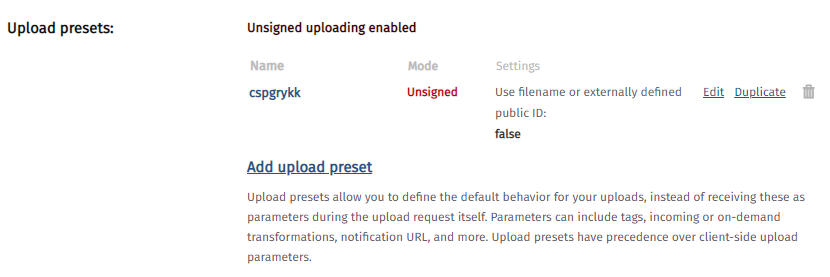 Upload presets:
Unsigned uploading enabled
Name Mode Settings
cspgrykk Unsigned Use filename or externally defined Edit Duplicate
public ID:
false
Add upload preset
Upload presets allow you to define the default behavior for your uploads, instead of receiving these as
parameters during the upload request itself. Parameters can include tags, incoming or on-demand
transformations, notification URL, and more. Upload presets have precedence over client-side upload
parameters.